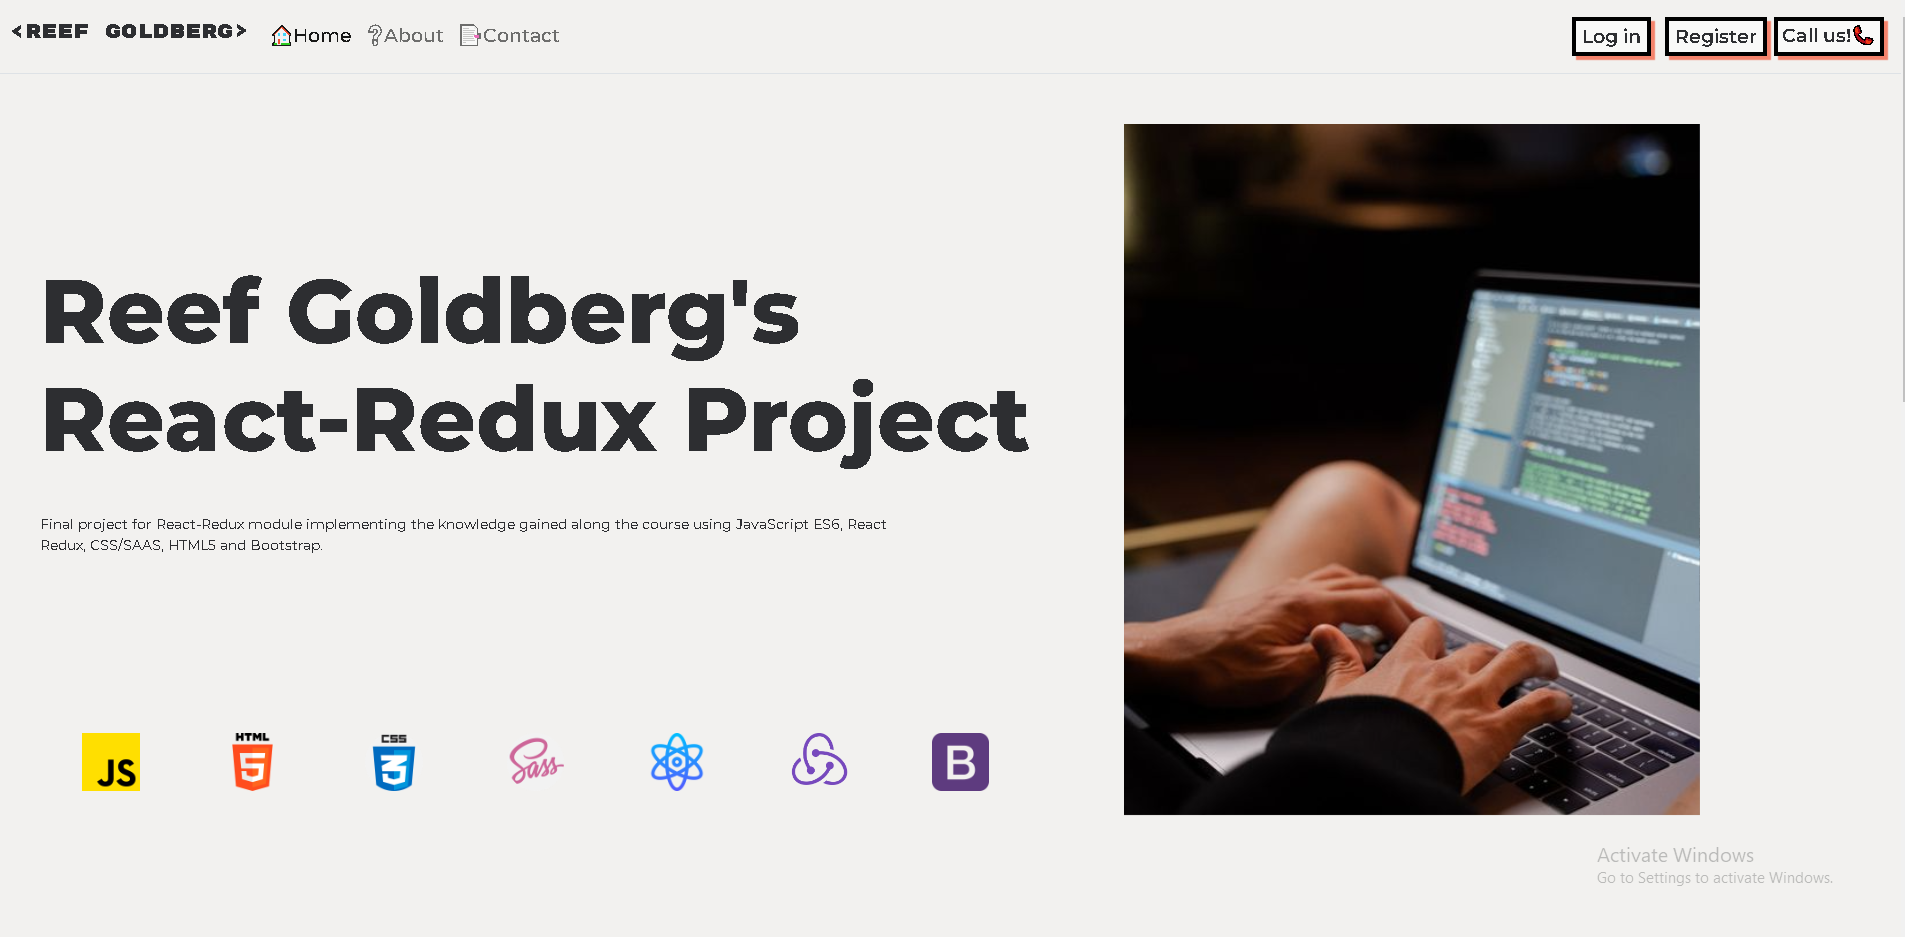 <REEF GOLDBERG>
Home
About
Contact
Log in
Register
Call us!
Reef Goldberg's
React-Redux Project
Final project for React-Redux module implementing the knowledge gained along the course using JavaScript ES6, React
Redux, CSS/SAAS, HTML5 and Bootstrap.
JS
HTML
5
CSS
3
Sass
B
Activate Windows
Go to Settings to activate Windows.